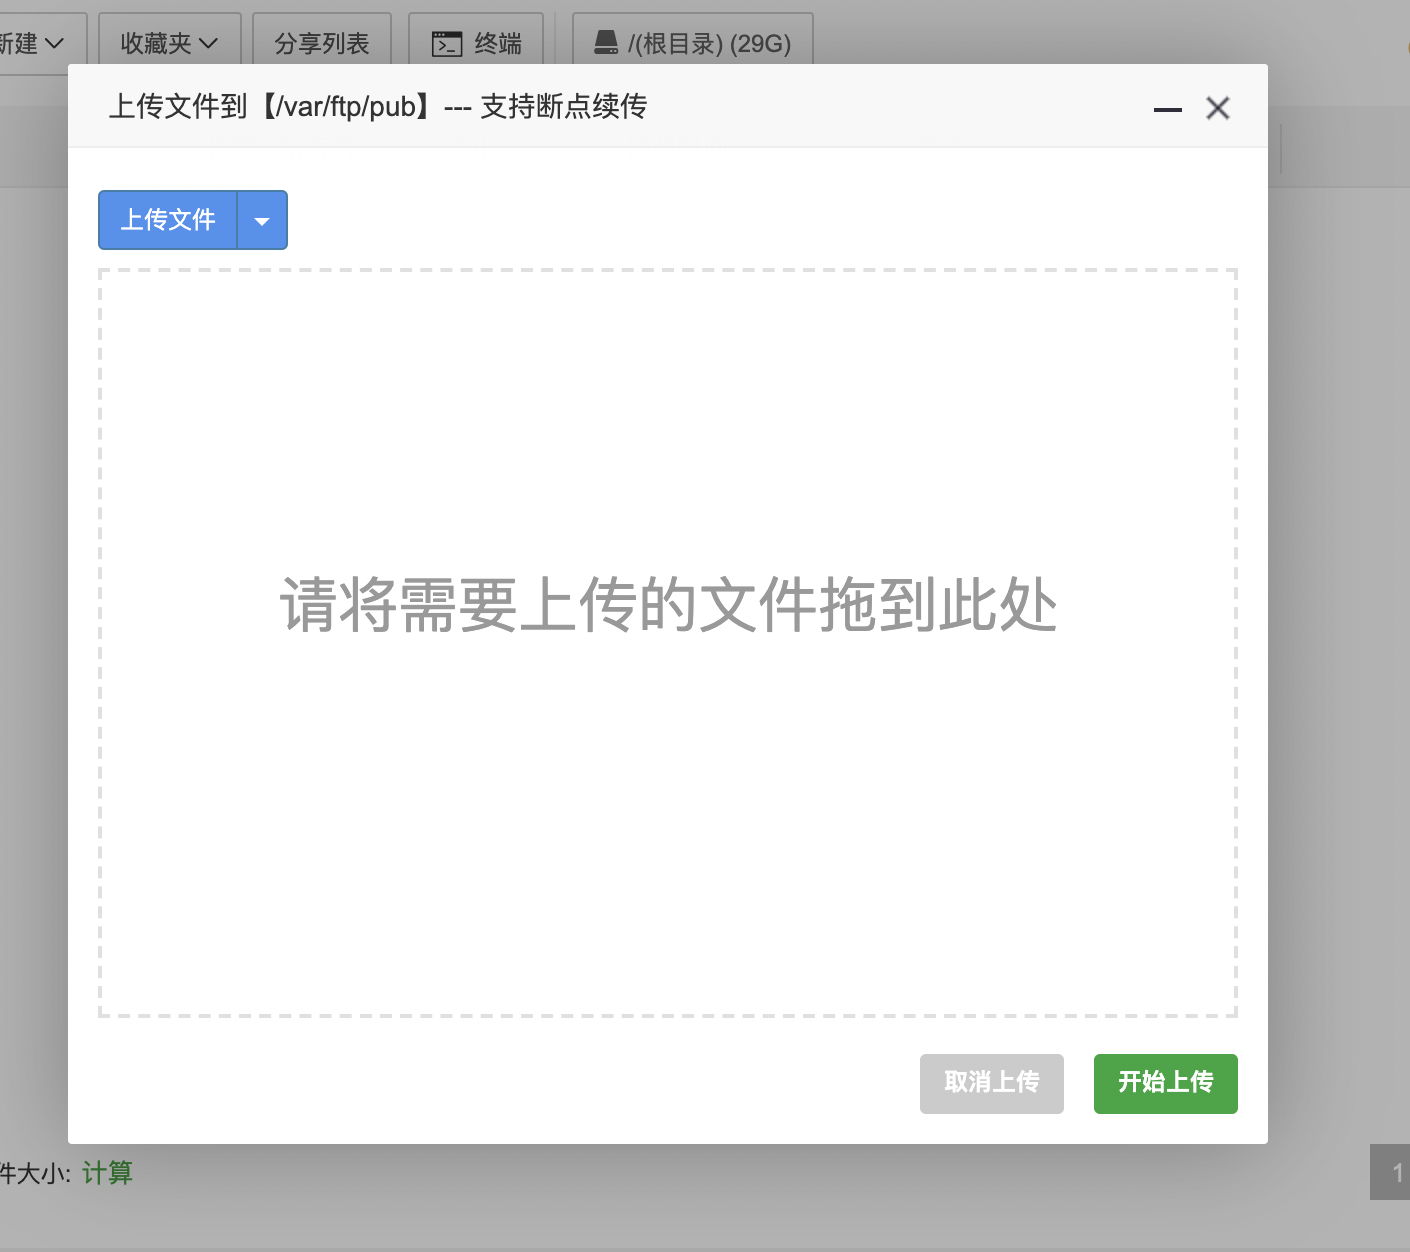 新建
收藏夹
分享列表
终端
/(根目录) (29G)
上传文件到【/var/ftp/pub】--- 支持断点续传
上传文件
请将需要上传的文件拖到此处
取消上传
开始上传
件大小: 计算
1